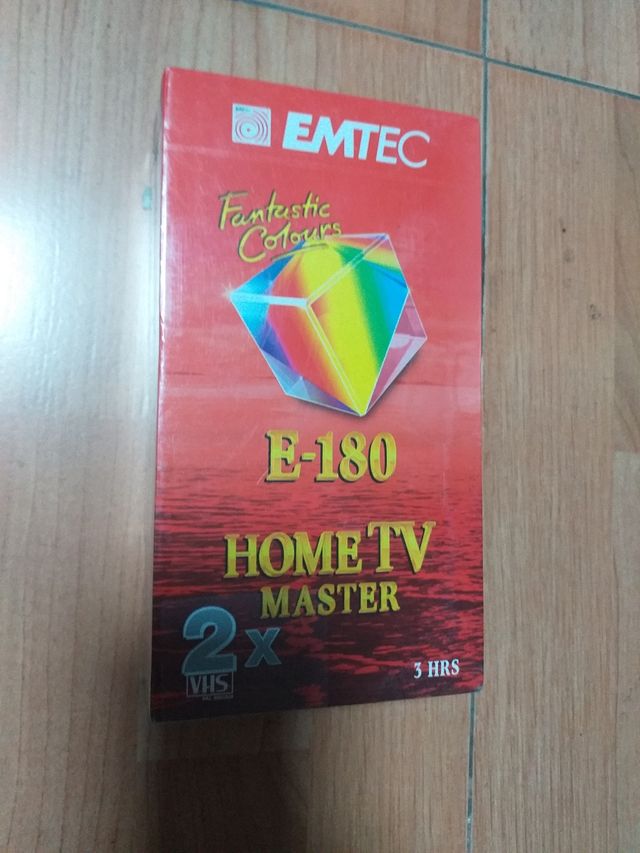 EMTEC
Fantastic
Colours
E-180
HOME TV
MASTER
2x
VHS
3 HRS